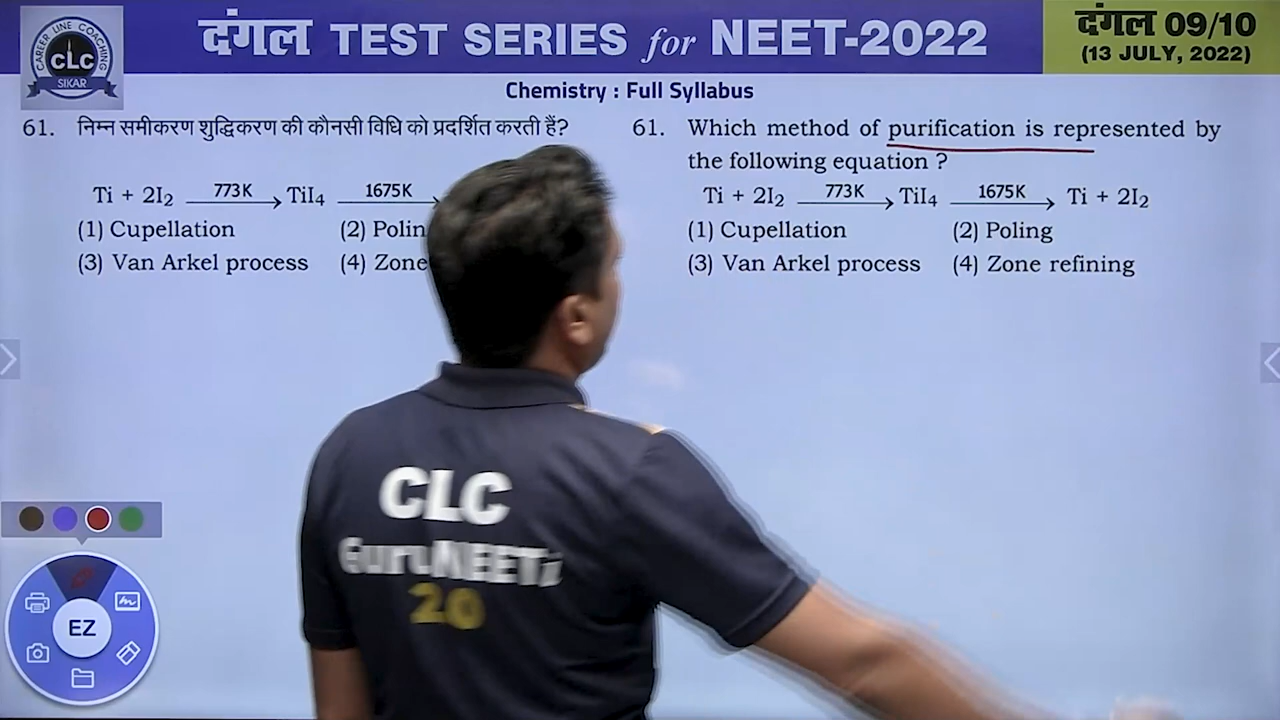 CAREER LINE COACHING
CLC
SIKAR
दंगल TEST SERIES for NEET-2022
दंगल 09/10
(13 JULY, 2022)
Chemistry : Full Syllabus
61. निम्न समीकरण शुद्धिकरण की कौनसी विधि को प्रदर्शित करती हैं?
Ti + 2I₂ 773K TiI₄ 1675K
(1) Cupellation (2) Polin
(3) Van Arkel process (4) Zone
61. Which method of purification is represented by
the following equation ?
Ti + 2I₂ 773K TiI₄ 1675K Ti + 2I₂
(1) Cupellation (2) Poling
(3) Van Arkel process (4) Zone refining
CLC
GuruNEETi
2.0
EZ